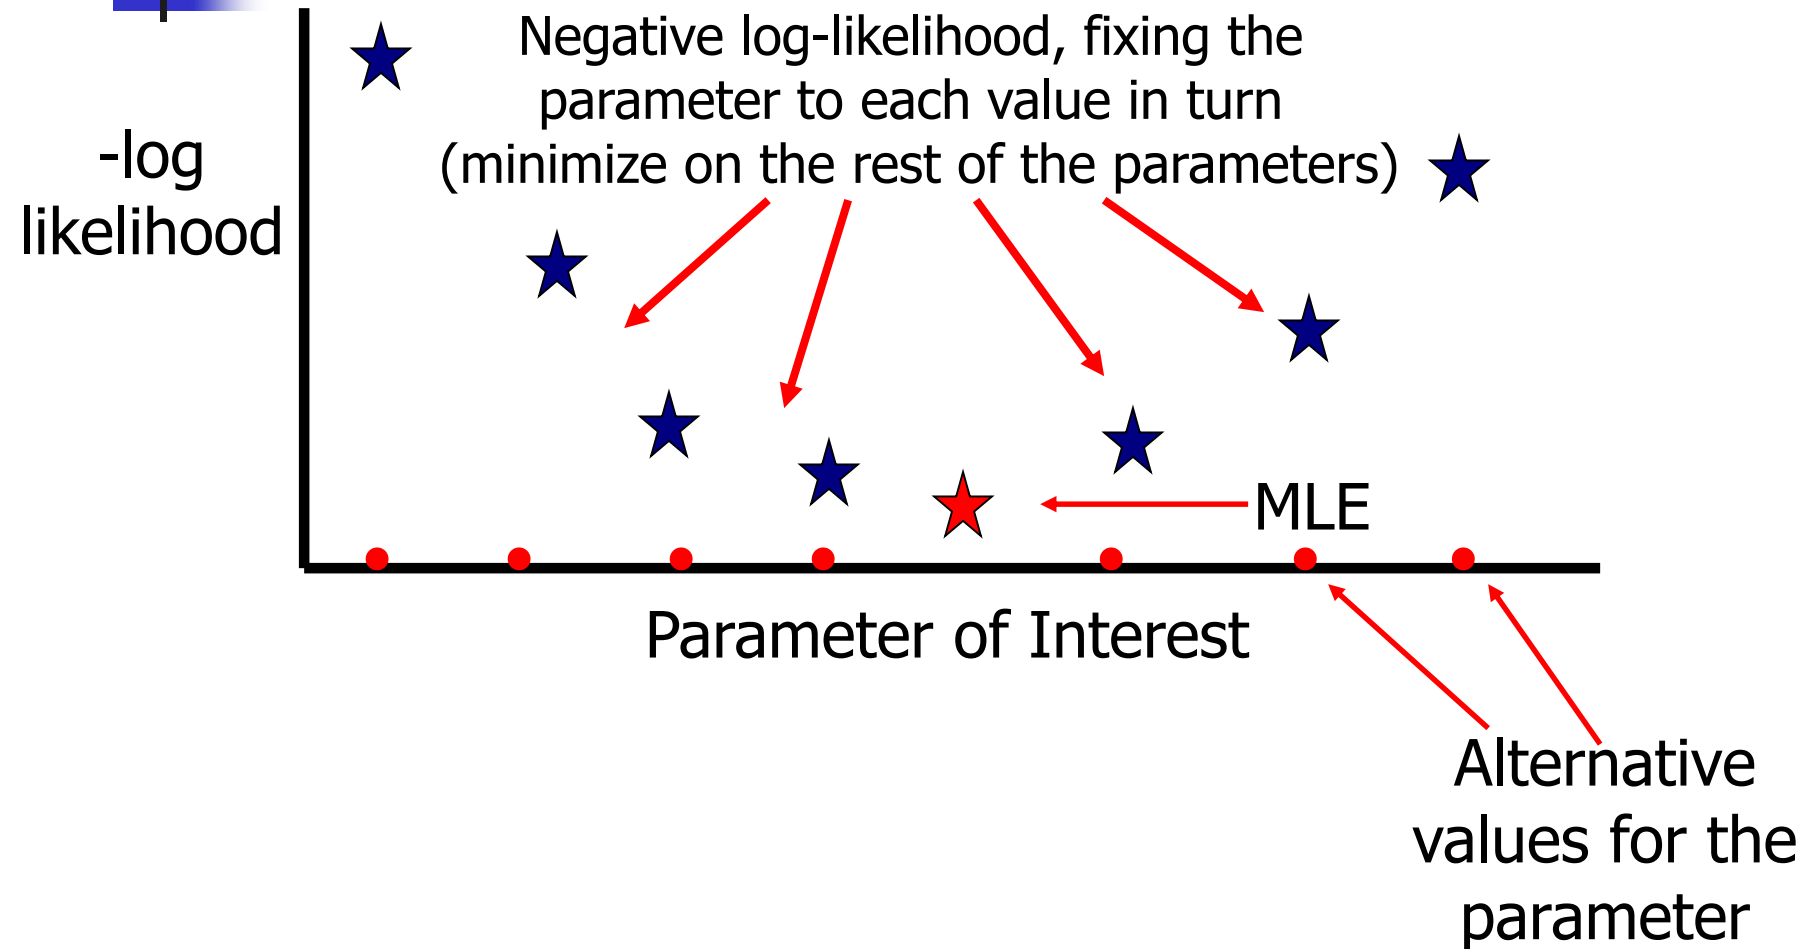 Negative log-likelihood, fixing the
parameter to each value in turn
(minimize on the rest of the parameters)
-log
likelihood
MLE
Parameter of Interest
Alternative
values for the
parameter